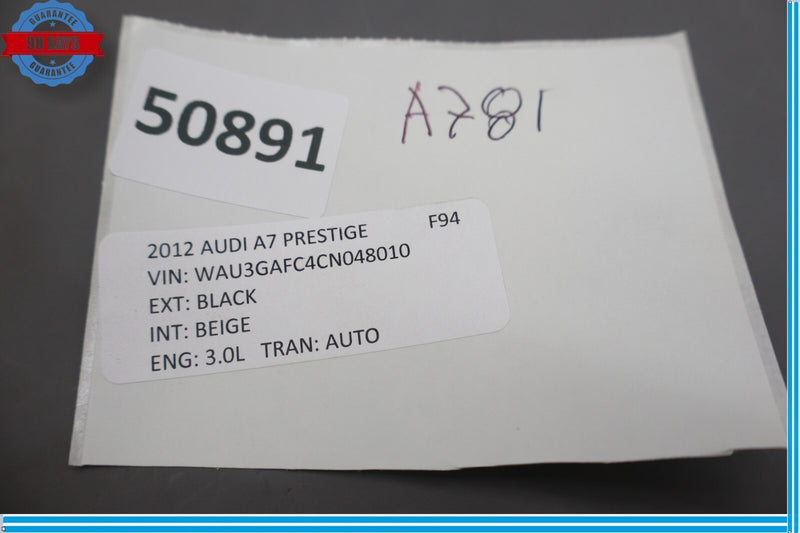 GUARANTEE
90 DAYS
GUARANTEE
50891
A781
2012 AUDI A7 PRESTIGE F94
VIN: WAU3GAFC4CN048010
EXT: BLACK
INT: BEIGE
ENG: 3.0L TRAN: AUTO